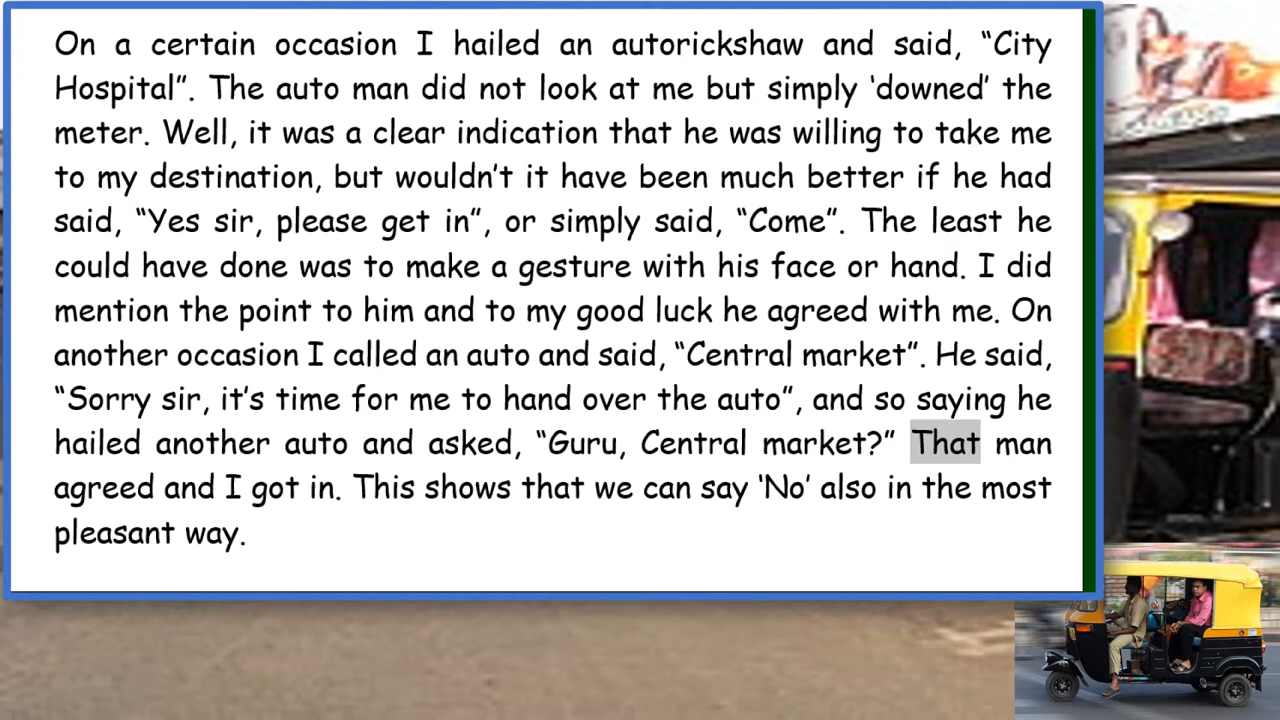 On a certain occasion I hailed an autorickshaw and said, “City
Hospital”. The auto man did not look at me but simply ‘downed’ the
meter. Well, it was a clear indication that he was willing to take me
to my destination, but wouldn’t it have been much better if he had
said, “Yes sir, please get in”, or simply said, “Come”. The least he
could have done was to make a gesture with his face or hand. I did
mention the point to him and to my good luck he agreed with me. On
another occasion I called an auto and said, “Central market”. He said,
“Sorry sir, it’s time for me to hand over the auto”, and so saying he
hailed another auto and asked, “Guru, Central market?” That man
agreed and I got in. This shows that we can say ‘No’ also in the most
pleasant way.